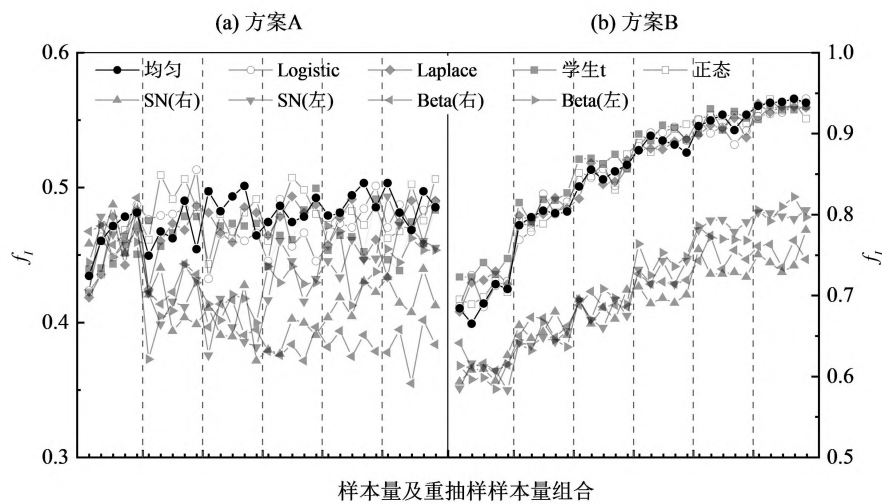 (a) 方案A
(b) 方案B
0.6
0.5
0.4
0.3
f_I
均匀
Logistic
Laplace
学生t
正态
SN(右)
SN(左)
Beta(右)
Beta(左)
1.0
0.9
0.8
0.7
0.6
0.5
f_I
样本量及重抽样样本量组合